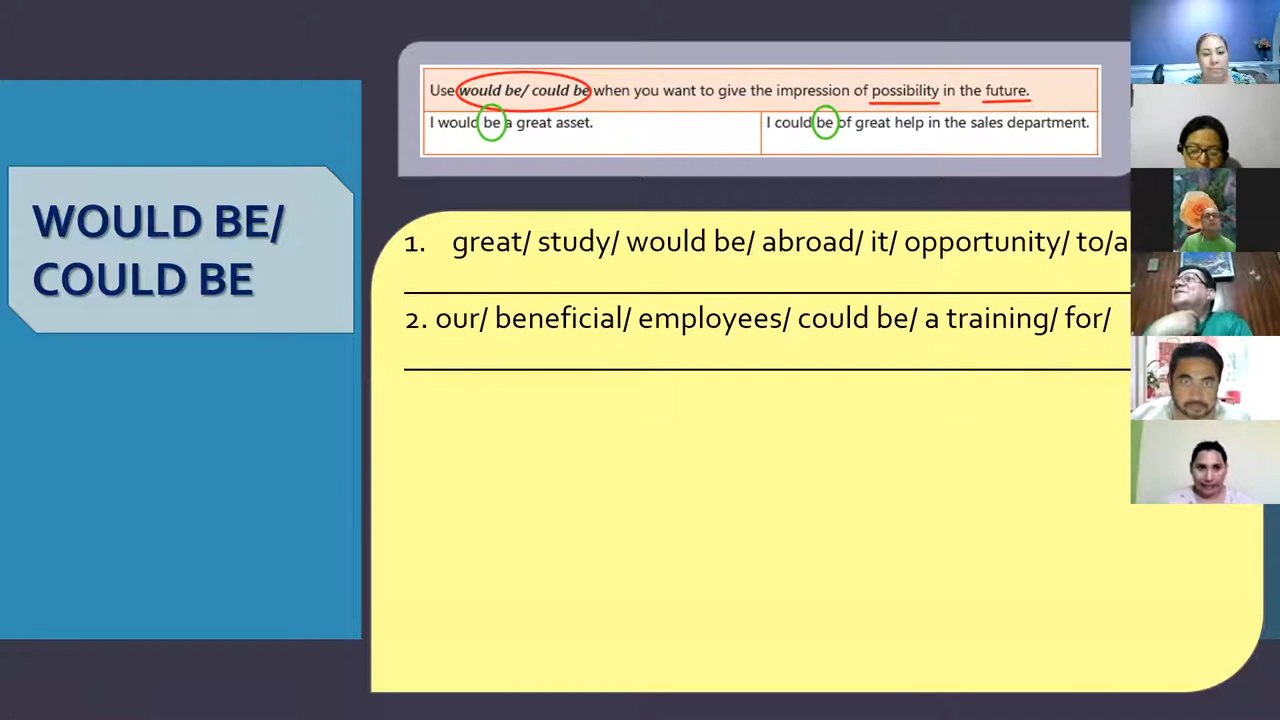 Use would be/ could be when you want to give the impression of possibility in the future.
I would be a great asset.
I could be of great help in the sales department.
WOULD BE/
COULD BE
1. great/ study/ would be/ abroad/ it/ opportunity/ to/a
2. our/ beneficial/ employees/ could be/ a training/ for/